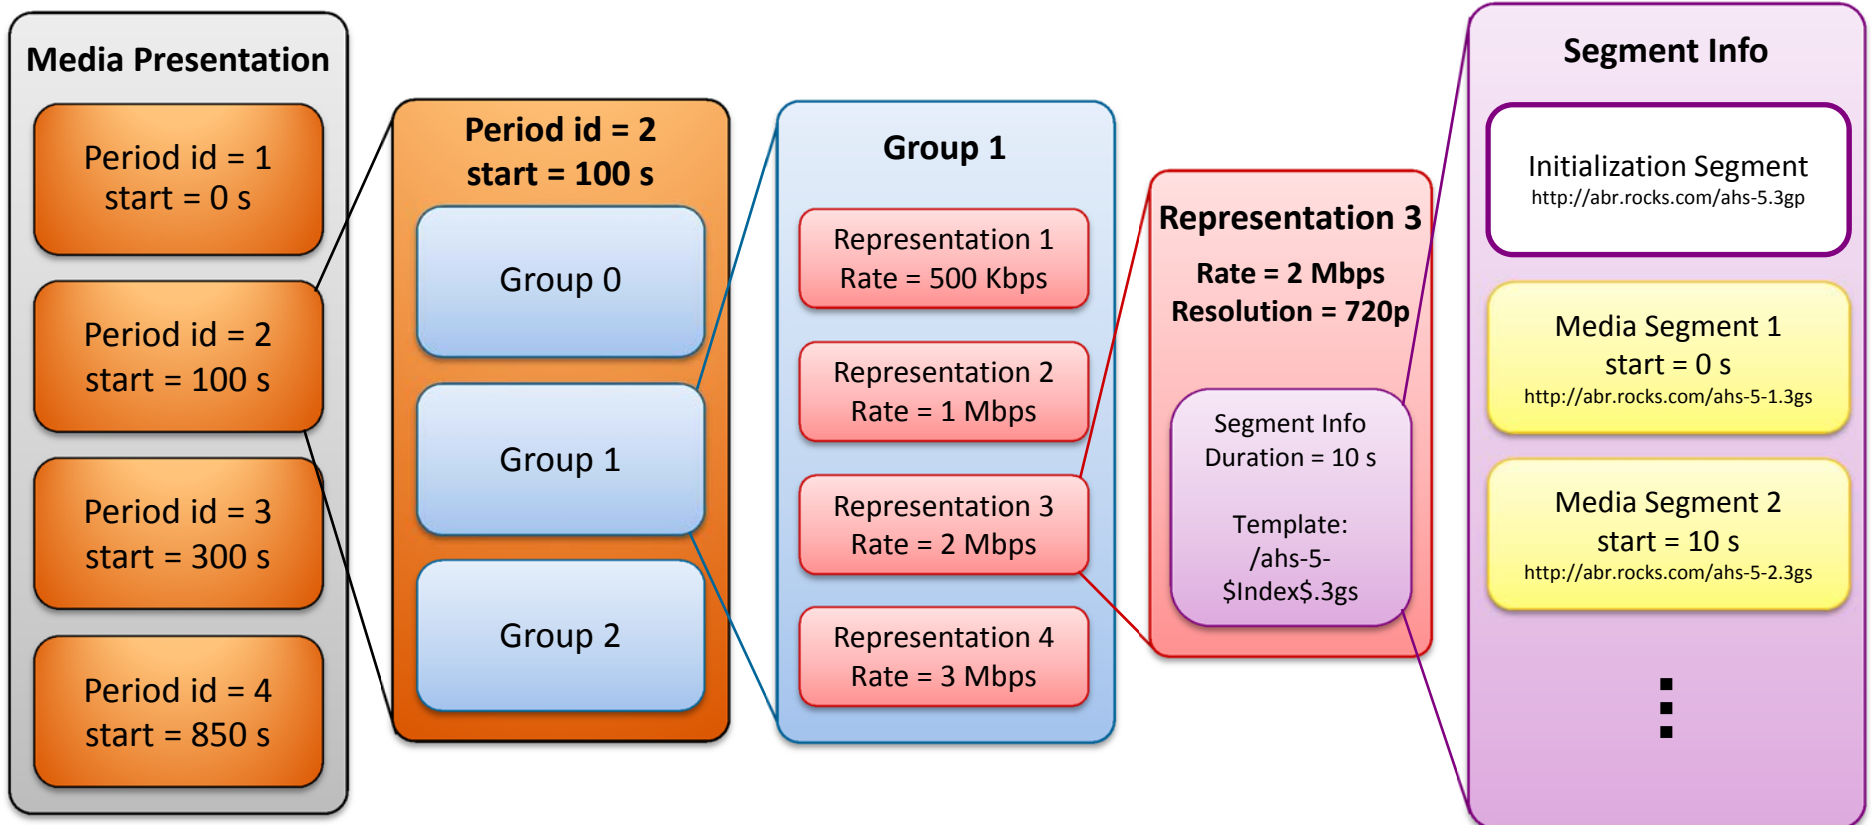 Media Presentation
Period id = 1
start = 0 s
Period id = 2
start = 100 s
Period id = 3
start = 300 s
Period id = 4
start = 850 s
Period id = 2
start = 100 s
Group 0
Group 1
Group 2
Group 1
Representation 1
Rate = 500 Kbps
Representation 2
Rate = 1 Mbps
Representation 3
Rate = 2 Mbps
Representation 4
Rate = 3 Mbps
Representation 3
Rate = 2 Mbps
Resolution = 720p
Segment Info
Duration = 10 s
Template:
/ahs-5-
$Index$.3gs
Segment Info
Initialization Segment
http://abr.rocks.com/ahs-5.3gp
Media Segment 1
start = 0 s
http://abr.rocks.com/ahs-5-1.3gs
Media Segment 2
start = 10 s
http://abr.rocks.com/ahs-5-2.3gs